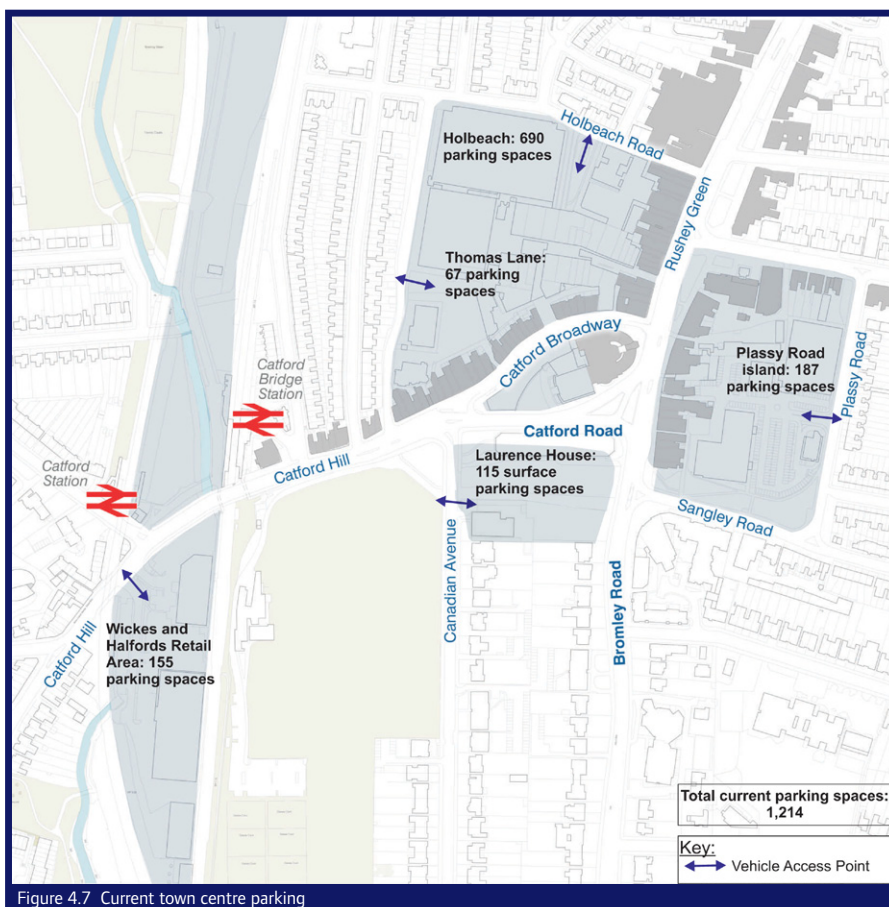 Holbeach: 690
parking spaces
Holbeach Road
Rushey Green
Thomas Lane:
67 parking
spaces
Catford Broadway
Plassy Road
island: 187
parking spaces
Plassy Road
Catford
Bridge
Station
Catford Road
Catford Hill
Laurence House:
115 surface
parking spaces
Catford
Station
Sangley Road
Canadian Avenue
Bromley Road
Catford Hill
Wickes and
Halfords Retail
Area: 155
parking spaces
Total current parking spaces:
1,214
Key:
Vehicle Access Point
Figure 4.7 Current town centre parking